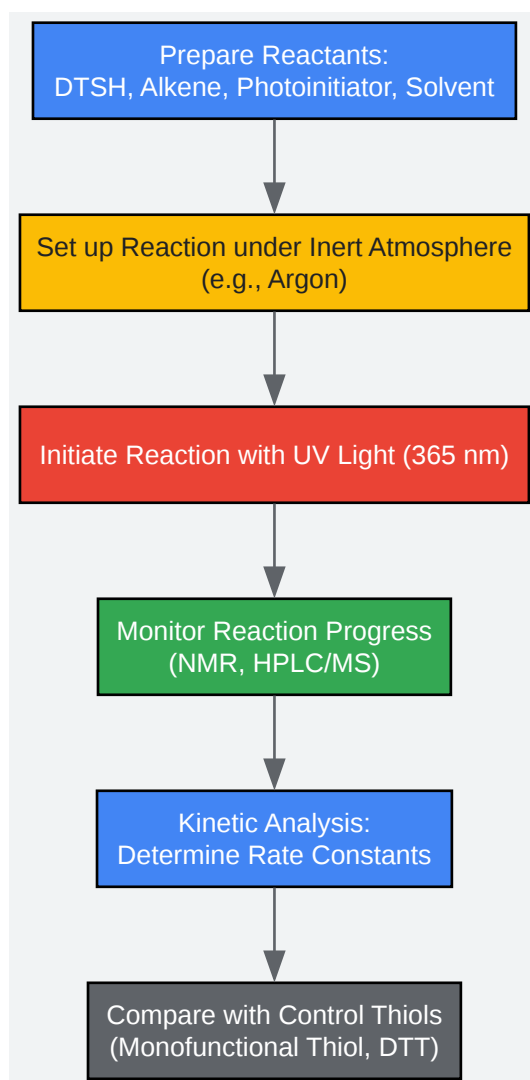 Prepare Reactants:
DTSH, Alkene, Photoinitiator, Solvent
Set up Reaction under Inert Atmosphere
(e.g., Argon)
Initiate Reaction with UV Light (365 nm)
Monitor Reaction Progress
(NMR, HPLC/MS)
Kinetic Analysis:
Determine Rate Constants
Compare with Control Thiols
(Monofunctional Thiol, DTT)